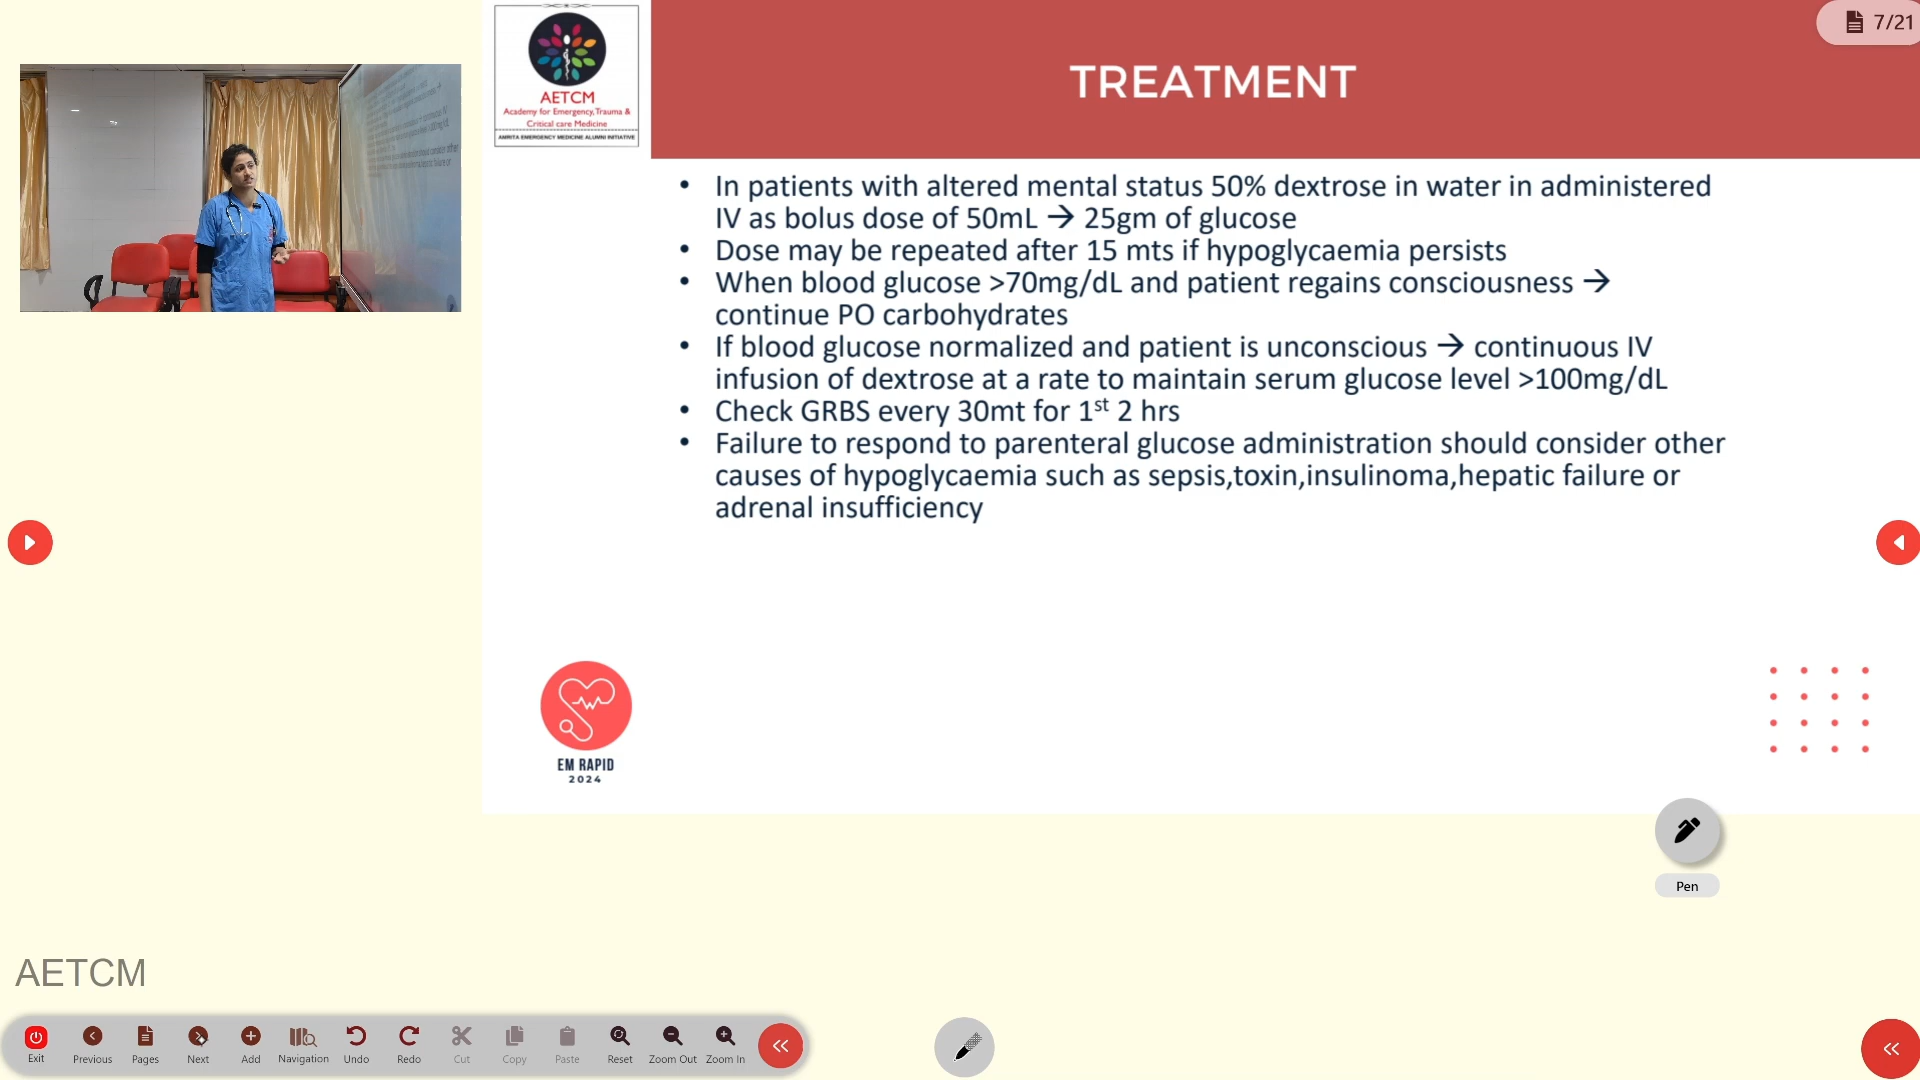 7/21
AETCM
Academy for Emergency, Trauma &
Critical care Medicine
AMRITA EMERGENCY MEDICINE ALUMNI INITIATIVE
TREATMENT
• In patients with altered mental status 50% dextrose in water in administered
IV as bolus dose of 50mL → 25gm of glucose
• Dose may be repeated after 15 mts if hypoglycaemia persists
• When blood glucose >70mg/dL and patient regains consciousness →
continue PO carbohydrates
• If blood glucose normalized and patient is unconscious → continuous IV
infusion of dextrose at a rate to maintain serum glucose level >100mg/dL
• Check GRBS every 30mt for 1st 2 hrs
• Failure to respond to parenteral glucose administration should consider other
causes of hypoglycaemia such as sepsis,toxin,insulinoma,hepatic failure or
adrenal insufficiency
EM RAPID
2024
Pen
AETCM
Exit Previous Pages Next Add Navigation Undo Redo Cut Copy Paste Reset Zoom Out Zoom In